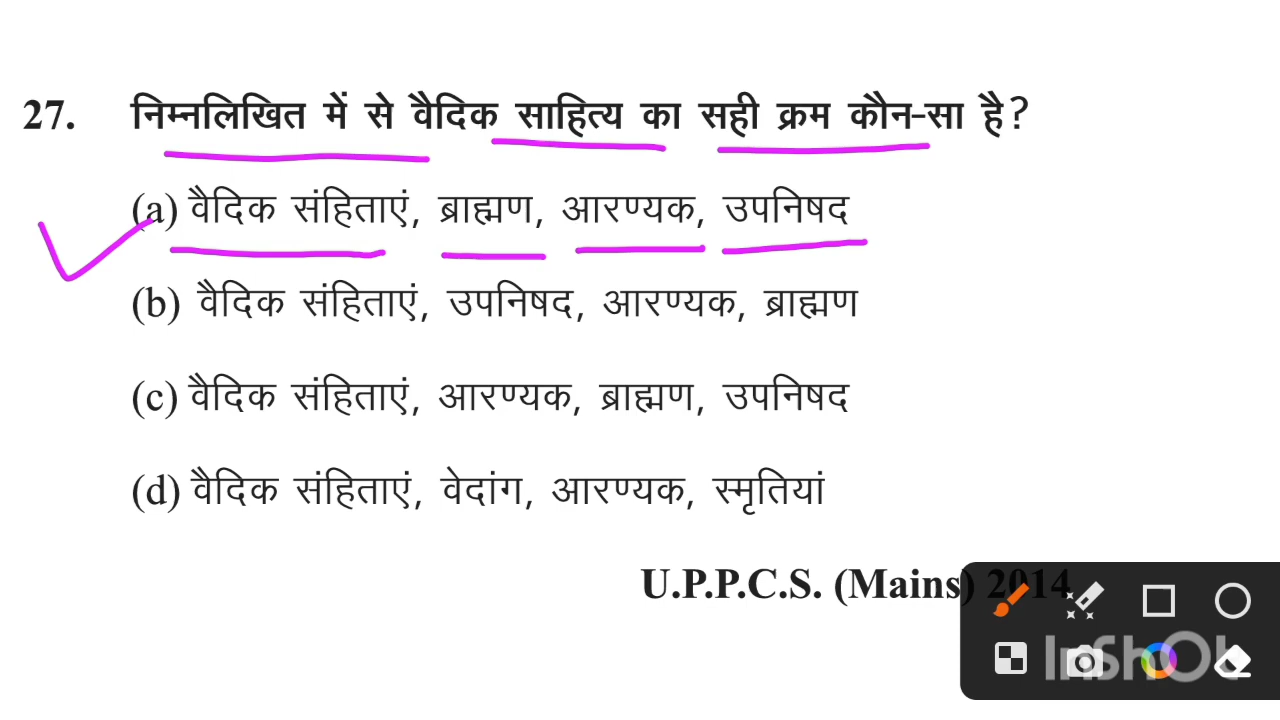 27. निम्नलिखित में से वैदिक साहित्य का सही क्रम कौन-सा है?
(a) वैदिक संहिताएं, ब्राह्मण, आरण्यक, उपनिषद
(b) वैदिक संहिताएं, उपनिषद, आरण्यक, ब्राह्मण
(c) वैदिक संहिताएं, आरण्यक, ब्राह्मण, उपनिषद
(d) वैदिक संहिताएं, वेदांग, आरण्यक, स्मृतियां
U.P.P.C.S. (Mains) 2014
InShOt